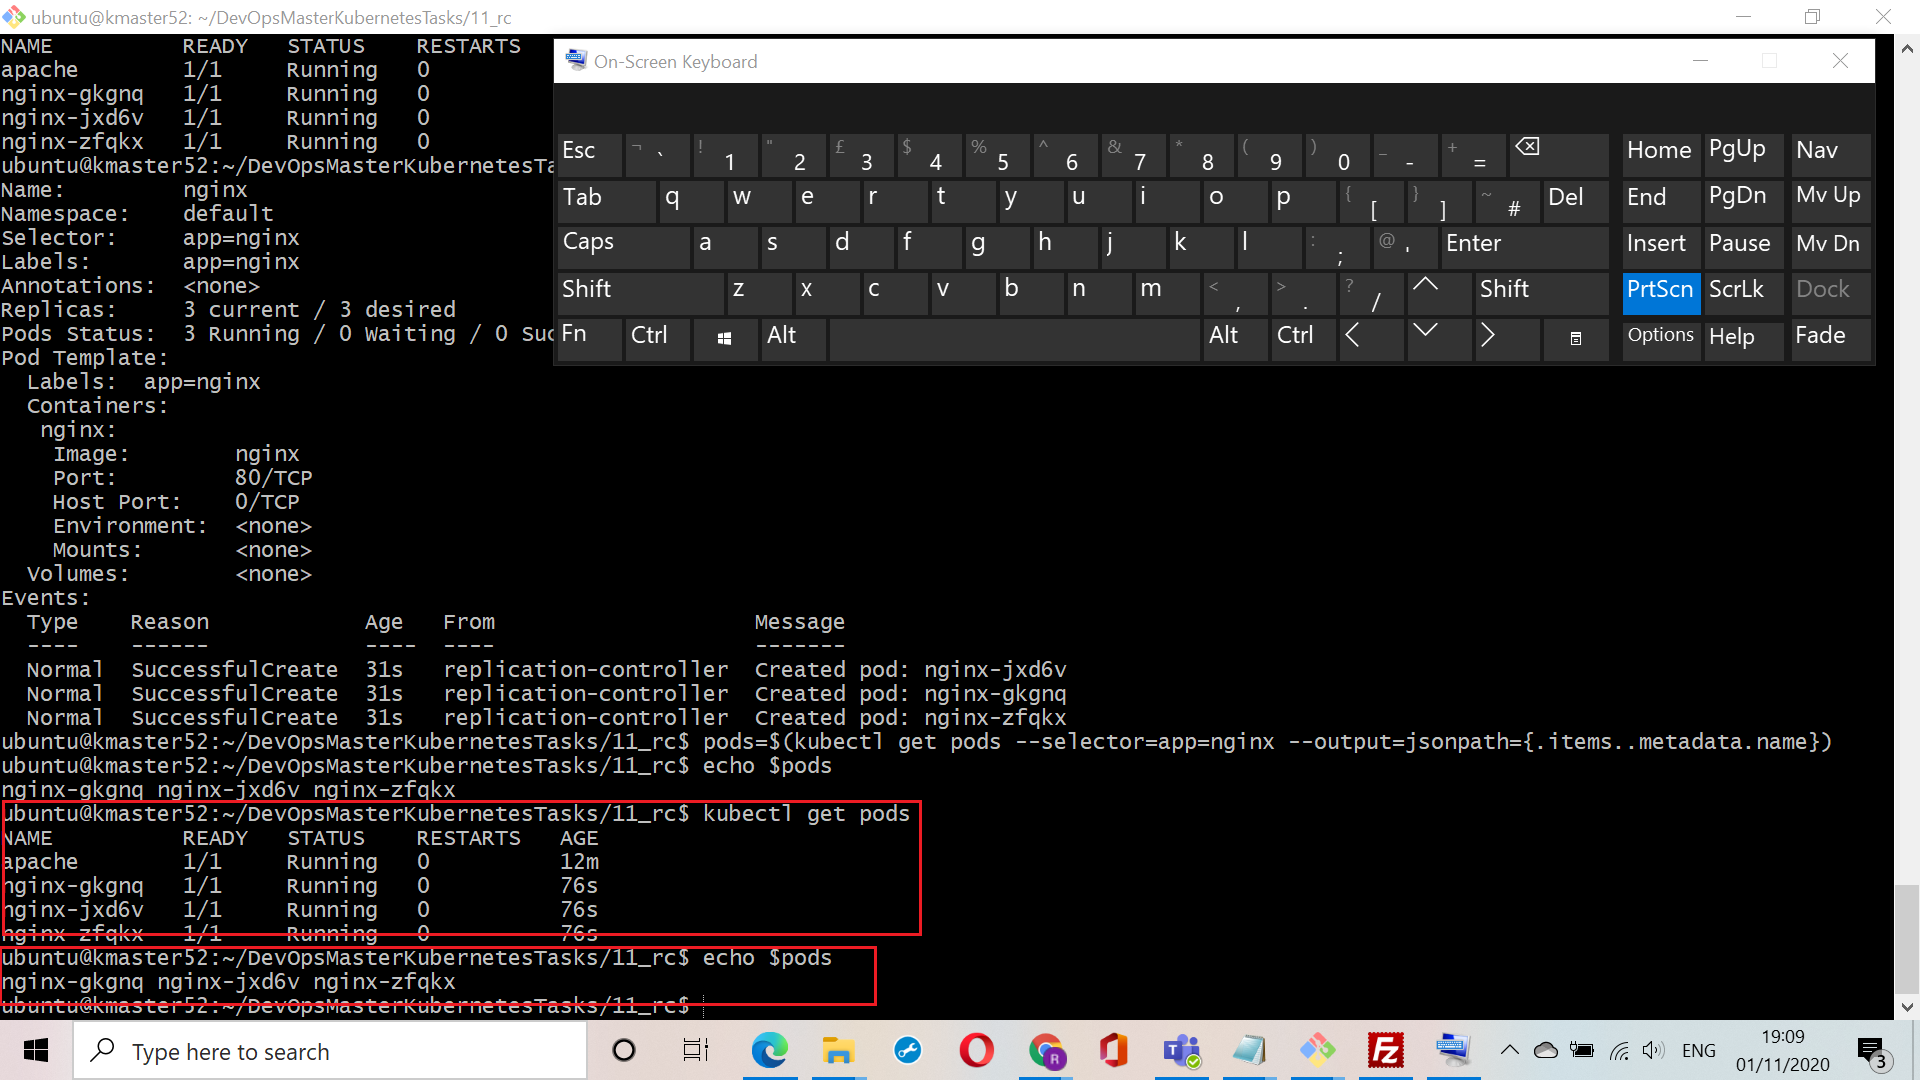 ubuntu@kmaster52: ~/DevOpsMasterKubernetesTasks/11_rc
NAME          READY   STATUS    RESTARTS
apache        1/1     Running   0
nginx-gkgnq   1/1     Running   0
nginx-jxd6v   1/1     Running   0
nginx-zfqkx   1/1     Running   0
ubuntu@kmaster52:~/DevOpsMasterKubernetesTa
Name:         nginx
Namespace:    default
Selector:     app=nginx
Labels:       app=nginx
Annotations:  <none>
Replicas:     3 current / 3 desired
Pods Status:  3 Running / 0 Waiting / 0 Suc
Pod Template:
  Labels:  app=nginx
  Containers:
   nginx:
    Image:        nginx
    Port:         80/TCP
    Host Port:    0/TCP
    Environment:  <none>
    Mounts:       <none>
  Volumes:        <none>
Events:
  Type    Reason            Age   From                    Message
  ----    ------            ----  ----                    -------
  Normal  SuccessfulCreate  31s   replication-controller  Created pod: nginx-jxd6v
  Normal  SuccessfulCreate  31s   replication-controller  Created pod: nginx-gkgnq
  Normal  SuccessfulCreate  31s   replication-controller  Created pod: nginx-zfqkx
ubuntu@kmaster52:~/DevOpsMasterKubernetesTasks/11_rc$ pods=$(kubectl get pods --selector=app=nginx --output=jsonpath={.items..metadata.name})
ubuntu@kmaster52:~/DevOpsMasterKubernetesTasks/11_rc$ echo $pods
nginx-gkgnq nginx-jxd6v nginx-zfqkx
ubuntu@kmaster52:~/DevOpsMasterKubernetesTasks/11_rc$ kubectl get pods
NAME          READY   STATUS    RESTARTS   AGE
apache        1/1     Running   0          12m
nginx-gkgnq   1/1     Running   0          76s
nginx-jxd6v   1/1     Running   0          76s
nginx-zfqkx   1/1     Running   0          76s
ubuntu@kmaster52:~/DevOpsMasterKubernetesTasks/11_rc$ echo $pods
nginx-gkgnq nginx-jxd6v nginx-zfqkx
ubuntu@kmaster52:~/DevOpsMasterKubernetesTasks/11_rc$
On-Screen Keyboard
Esc ¬ ` ! 1 " 2 £ 3 $ 4 % 5 ^ 6 & 7 * 8 ( 9 ) 0 _ - + = Home PgUp Nav
Tab q w e r t y u i o p { [ } ] ~ # Del End PgDn Mv Up
Caps a s d f g h j k l : ; @ ' Enter Insert Pause Mv Dn
Shift z x c v b n m < , > . ? / Shift PrtScn ScrLk Dock
Fn Ctrl Alt Alt Ctrl Options Help Fade
Type here to search
R
Fz
ENG
19:09
01/11/2020
3